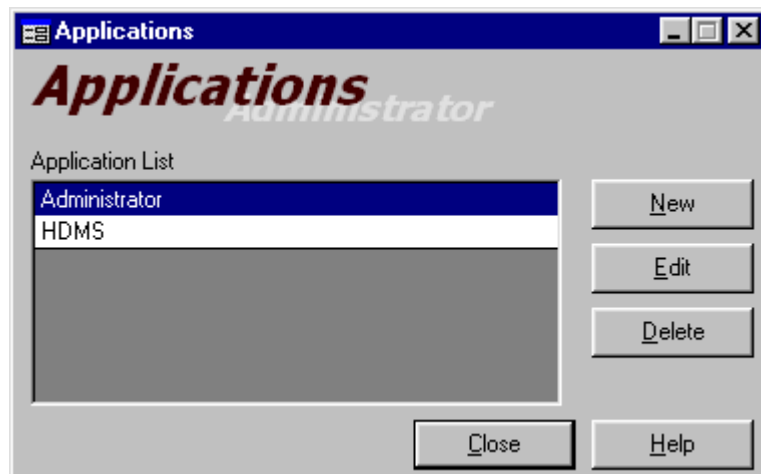 Applications
Applications
Administrator
Application List
Administrator
HDMS
New
Edit
Delete
Close
Help